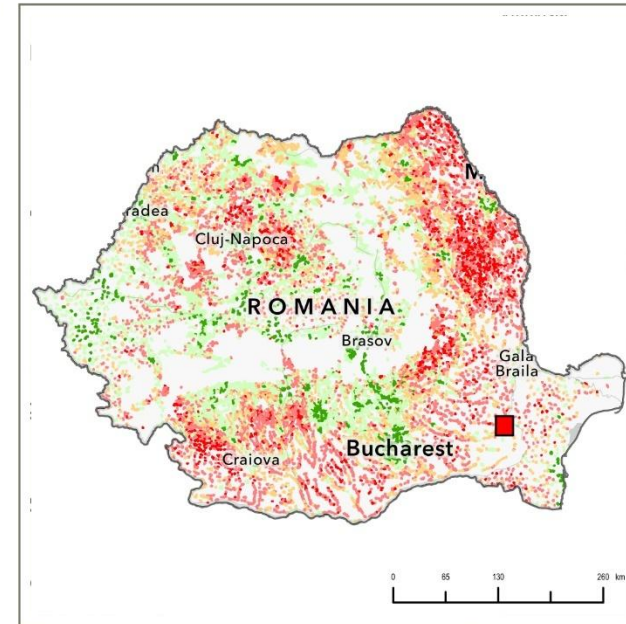 radea
Cluj-Napoca
ROMANIA
Brasov
Gala
Braila
Bucharest
Craiova
0 65 130 260 km